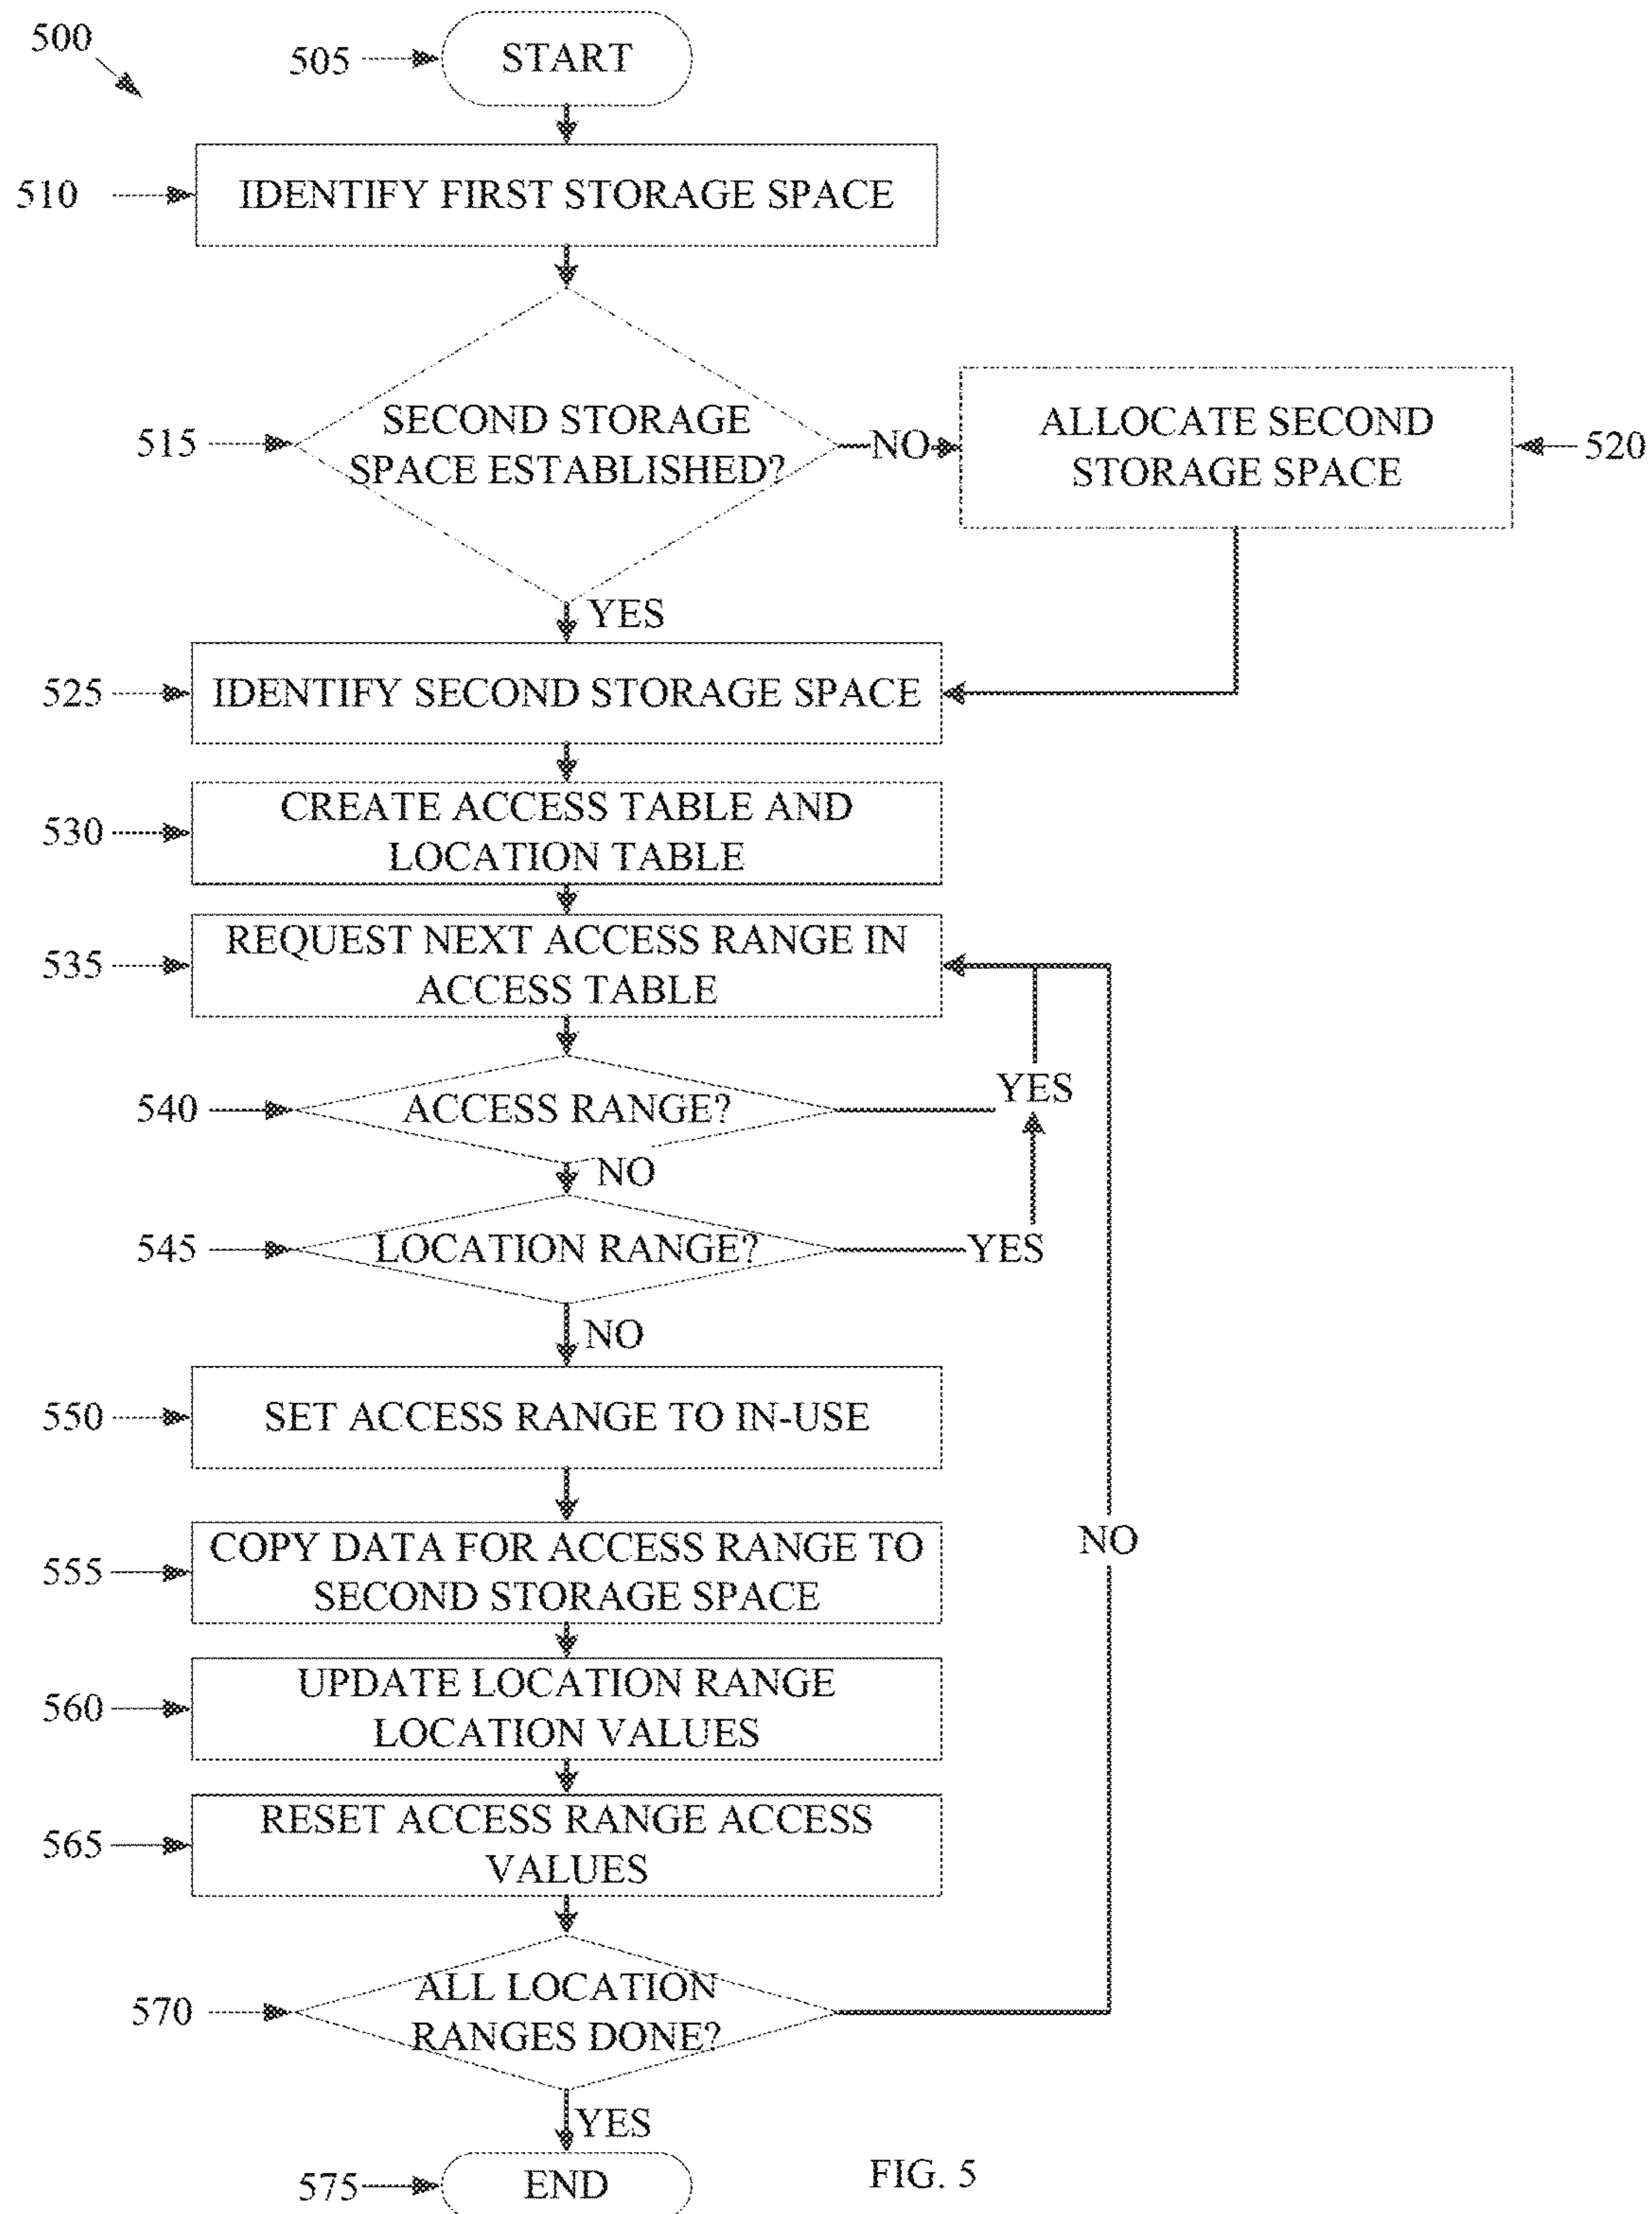 500
505
START
510
IDENTIFY FIRST STORAGE SPACE
515
SECOND STORAGE
SPACE ESTABLISHED?
NO
ALLOCATE SECOND
STORAGE SPACE
520
YES
525
IDENTIFY SECOND STORAGE SPACE
530
CREATE ACCESS TABLE AND
LOCATION TABLE
535
REQUEST NEXT ACCESS RANGE IN
ACCESS TABLE
540
ACCESS RANGE?
YES
NO
545
LOCATION RANGE?
YES
NO
550
SET ACCESS RANGE TO IN-USE
555
COPY DATA FOR ACCESS RANGE TO
SECOND STORAGE SPACE
NO
560
UPDATE LOCATION RANGE
LOCATION VALUES
565
RESET ACCESS RANGE ACCESS
VALUES
570
ALL LOCATION
RANGES DONE?
YES
575
END
FIG. 5